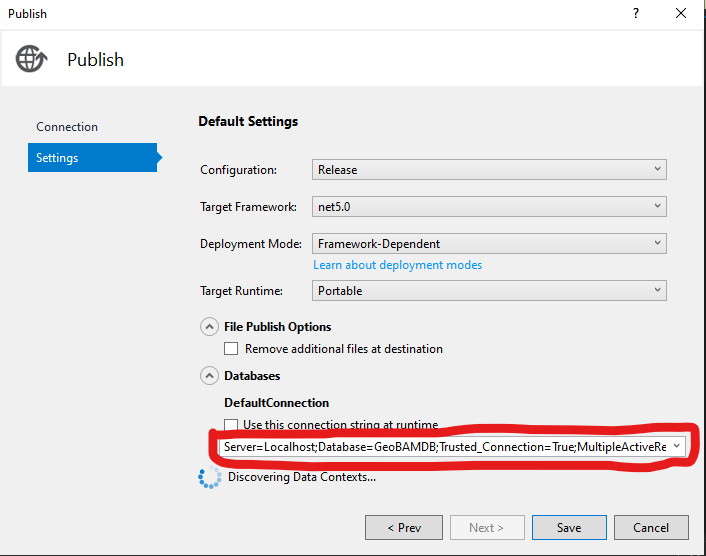 Publish
?
Publish
Connection
Settings
Default Settings
Configuration:
Release
Target Framework:
net5.0
Deployment Mode:
Framework-Dependent
Learn about deployment modes
Target Runtime:
Portable
File Publish Options
Remove additional files at destination
Databases
DefaultConnection
Use this connection string at runtime
Server=Localhost;Database=GeoBAMDB;Trusted_Connection=True;MultipleActiveRe
Discovering Data Contexts...
< Prev
Next >
Save
Cancel